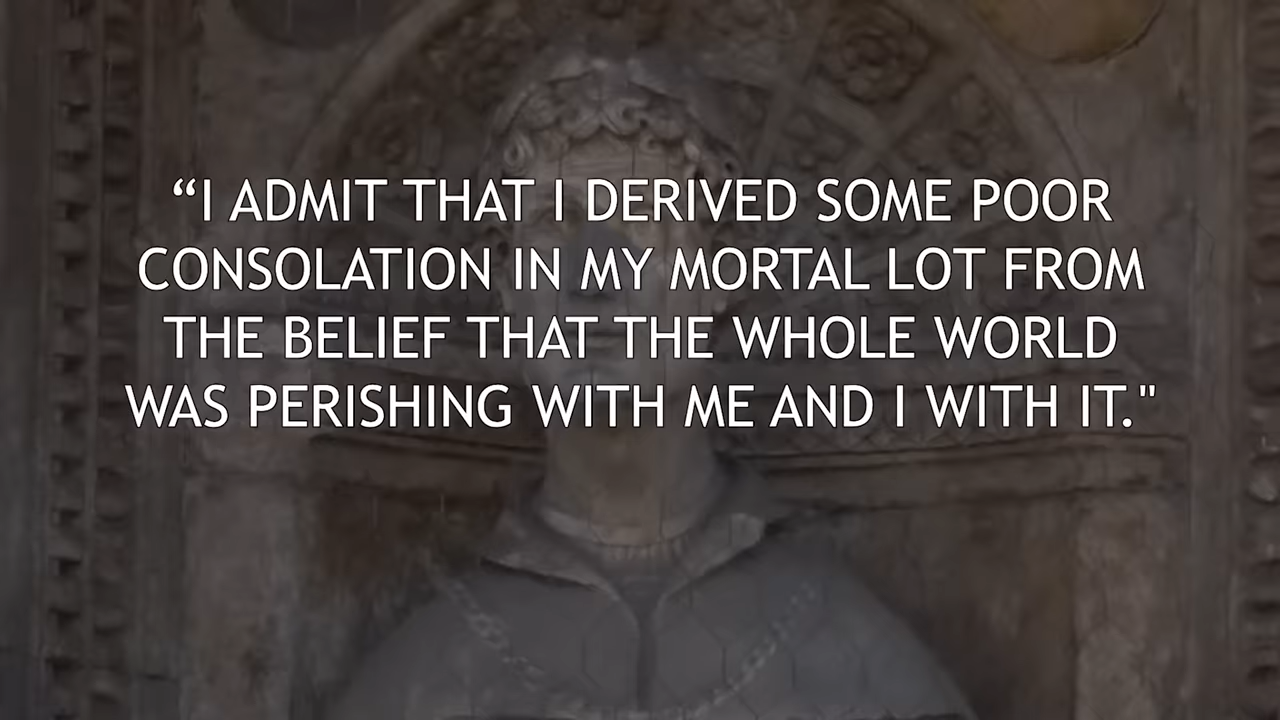 “I ADMIT THAT I DERIVED SOME POOR
CONSOLATION IN MY MORTAL LOT FROM
THE BELIEF THAT THE WHOLE WORLD
WAS PERISHING WITH ME AND I WITH IT."